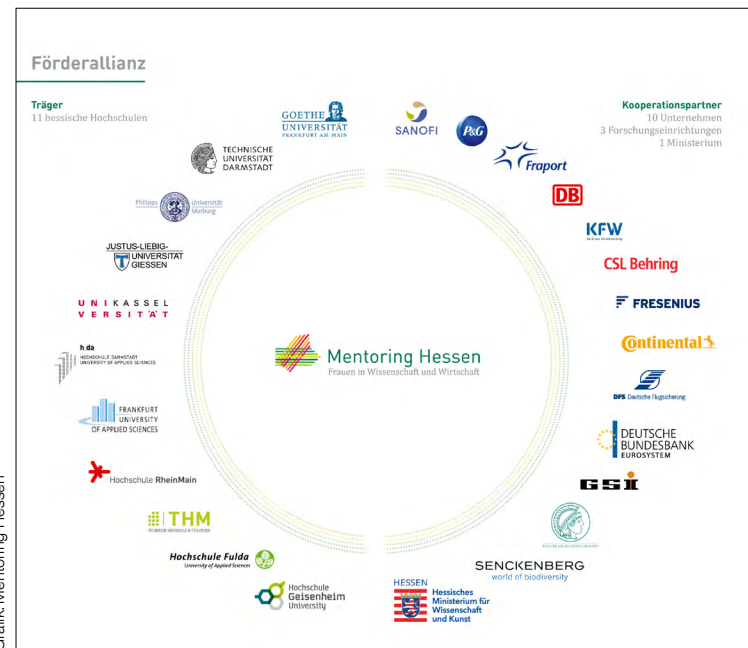 Förderallianz
Träger
11 hessische Hochschulen
Kooperationspartner
10 Unternehmen
3 Forschungseinrichtungen
1 Ministerium
GOETHE
UNIVERSITÄT
FRANKFURT AM MAIN
TECHNISCHE
UNIVERSITÄT
DARMSTADT
Philipps Universität
Marburg
JUSTUS-LIEBIG-
UNIVERSITÄT
GIESSEN
UNIKASSEL
VERSITÄT
h_da
HOCHSCHULE DARMSTADT
UNIVERSITY OF APPLIED SCIENCES
FRANKFURT
UNIVERSITY
OF APPLIED SCIENCES
Hochschule RheinMain
THM
TECHNISCHE HOCHSCHULE MITTELHESSEN
Hochschule Fulda
University of Applied Sciences
Hochschule
Geisenheim
University
Mentoring Hessen
Frauen in Wissenschaft und Wirtschaft
SANOFI
P&G
Fraport
DB
KFW
CSL Behring
FRESENIUS
Continental
DFS Deutsche Flugsicherung
DEUTSCHE
BUNDESBANK
EUROSYSTEM
GSI
SENCKENBERG
world of biodiversity
HESSEN
Hessisches
Ministerium für
Wissenschaft
und Kunst
Grafik: Mentoring Hessen